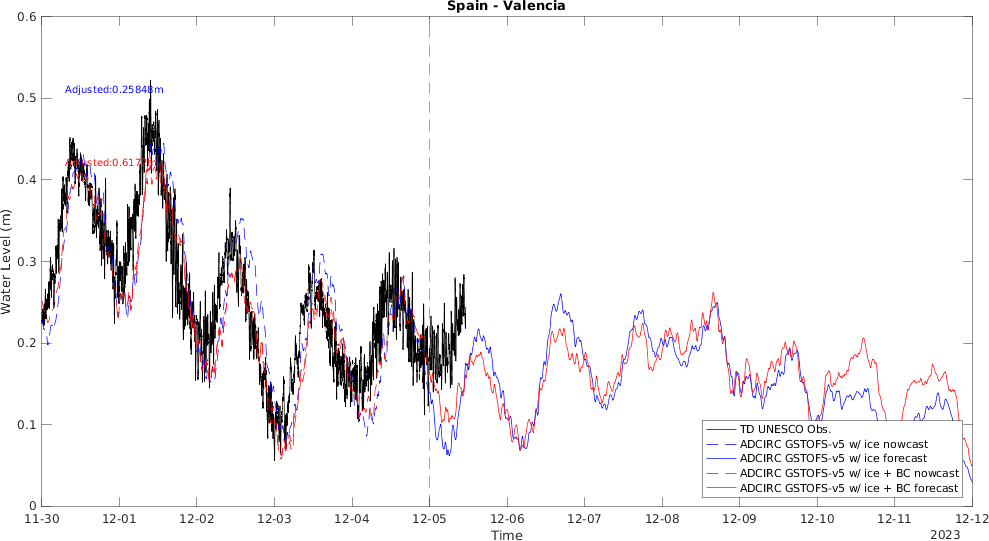 Spain - Valencia
0.6
0.5
0.4
0.3
0.2
0.1
0
Water Level (m)
Adjusted:0.25848m
TD UNESCO Obs.
ADCIRC GSTOFS-v5 w/ ice nowcast
ADCIRC GSTOFS-v5 w/ ice forecast
ADCIRC GSTOFS-v5 w/ ice + BC nowcast
ADCIRC GSTOFS-v5 w/ ice + BC forecast
11-30 12-01 12-02 12-03 12-04 12-05 12-06 12-07 12-08 12-09 12-10 12-11 12-12
Time
2023